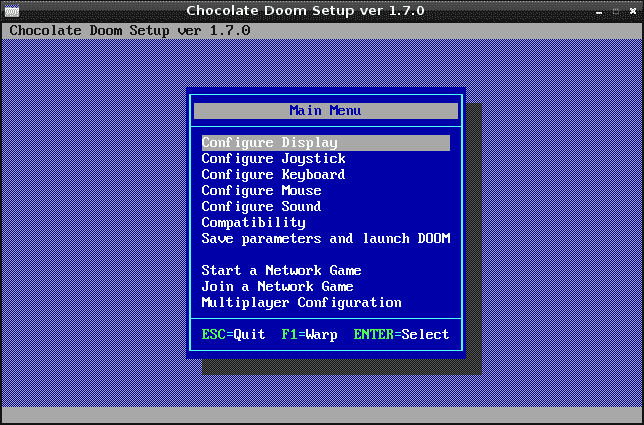 Chocolate Doom Setup ver 1.7.0
Chocolate Doom Setup ver 1.7.0
Main Menu
Configure Display
Configure Joystick
Configure Keyboard
Configure Mouse
Configure Sound
Compatibility
Save parameters and launch DOOM
Start a Network Game
Join a Network Game
Multiplayer Configuration
ESC=Quit F1=Warp ENTER=Select